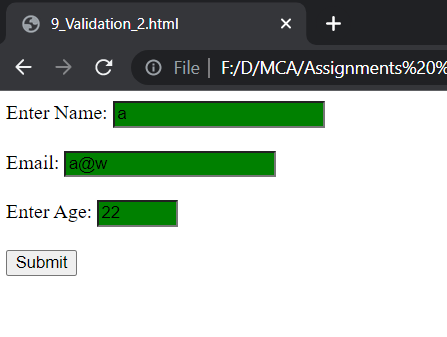 9_Validation_2.html
File | F:/D/MCA/Assignments%20%
Enter Name: a
Email: a@w
Enter Age: 22
Submit